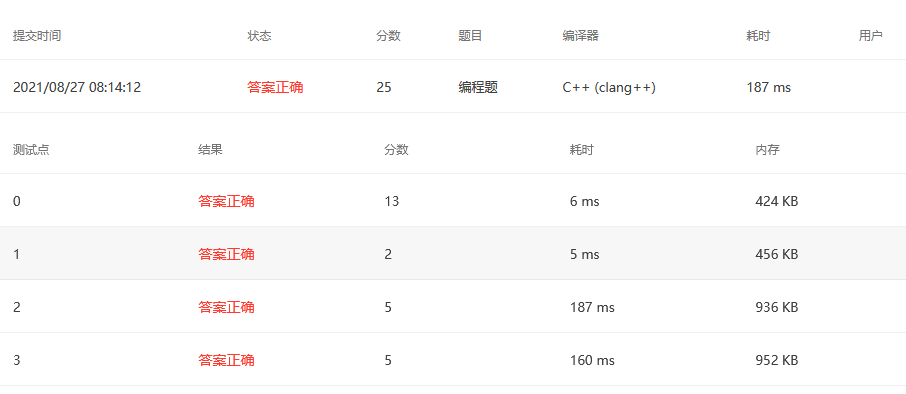 提交时间 状态 分数 题目 编译器 耗时 用户
2021/08/27 08:14:12 答案正确 25 编程题 C++ (clang++) 187 ms
测试点 结果 分数 耗时 内存
0 答案正确 13 6 ms 424 KB
1 答案正确 2 5 ms 456 KB
2 答案正确 5 187 ms 936 KB
3 答案正确 5 160 ms 952 KB